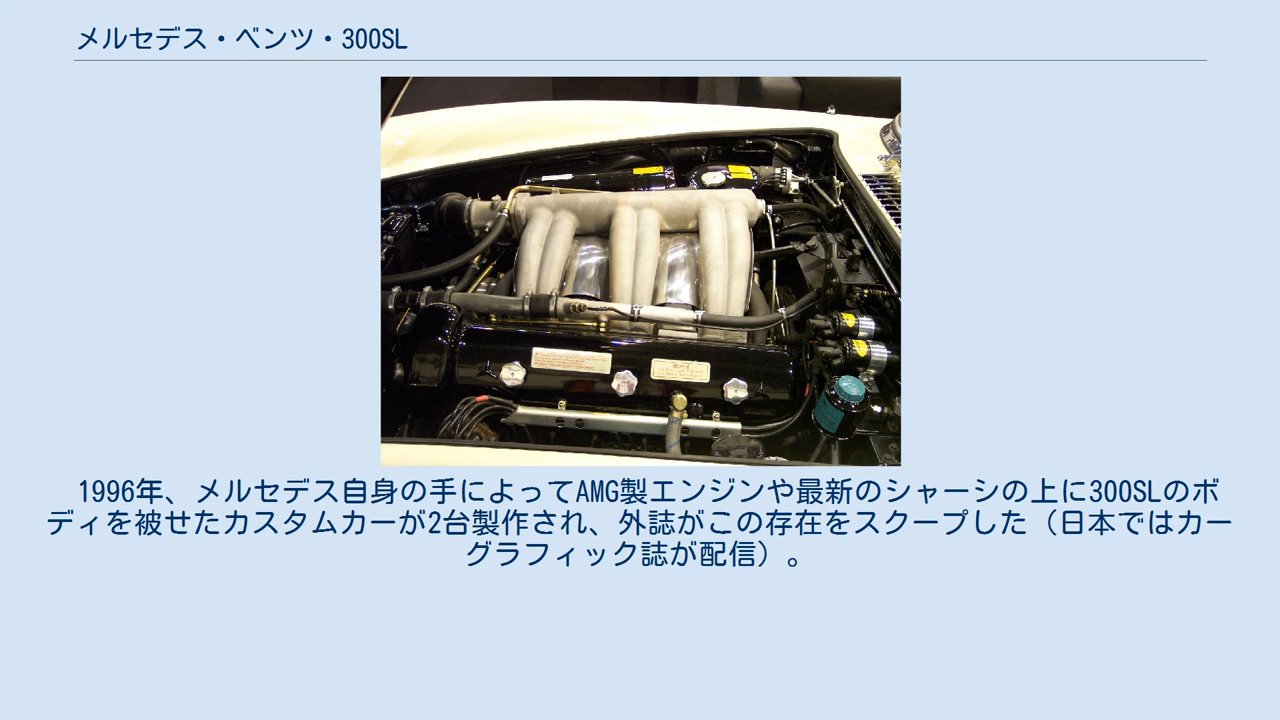 メルセデス・ベンツ・300SL
1996年、メルセデス自身の手によってAMG製エンジンや最新のシャーシの上に300SLのボ
ディを被せたカスタムカーが2台製作され、外誌がこの存在をスクープした（日本ではカー
グラフィック誌が配信）。